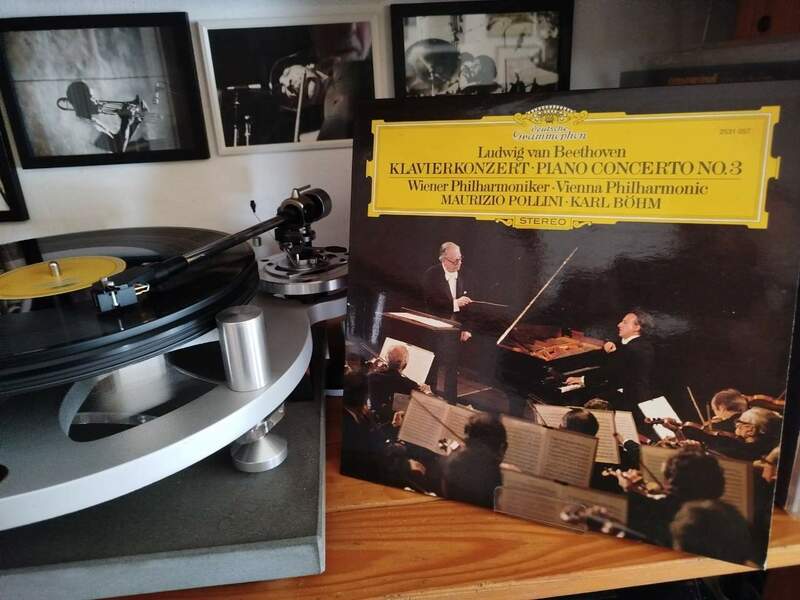 Deutsche
Grammophon
2531 057
Ludwig van Beethoven
KLAVIERKONZERT · PIANO CONCERTO NO. 3
Wiener Philharmoniker · Vienna Philharmonic
MAURIZIO POLLINI · KARL BÖHM
STEREO